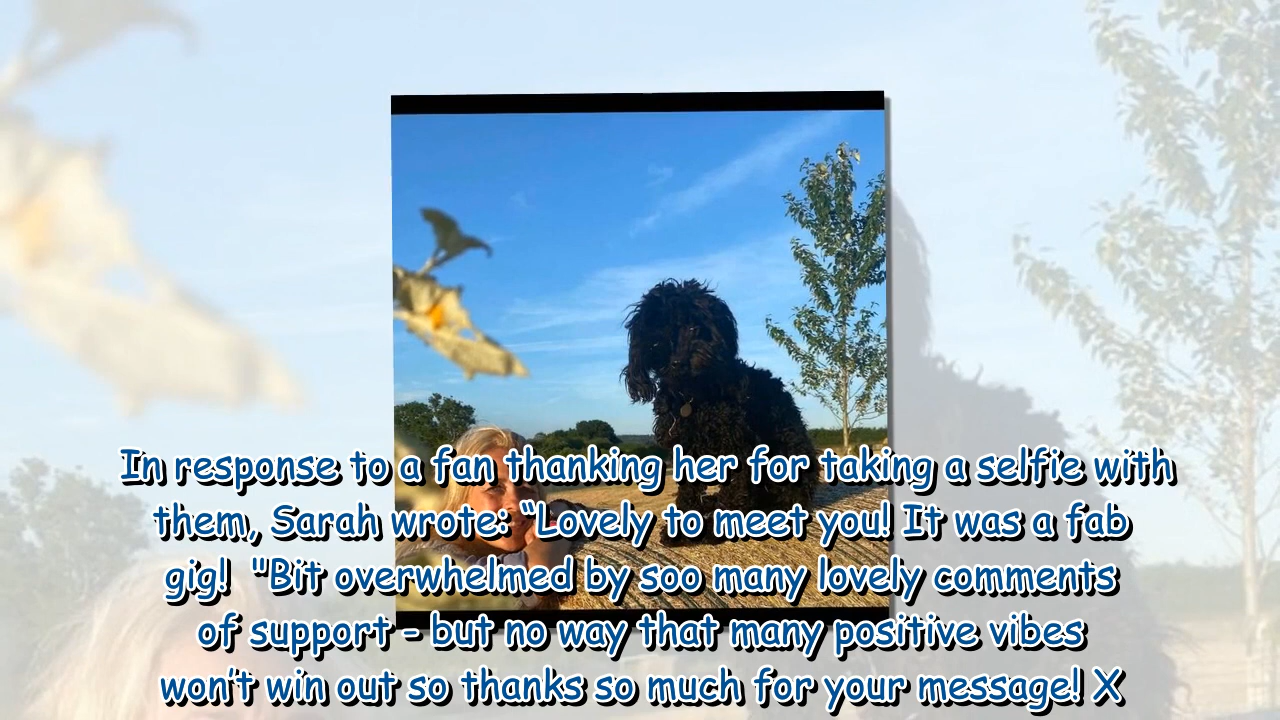 In response to a fan thanking her for taking a selfie with
them, Sarah wrote: “Lovely to meet you! It was a fab
gig!  "Bit overwhelmed by soo many lovely comments
of support - but no way that many positive vibes
won’t win out so thanks so much for your message! X